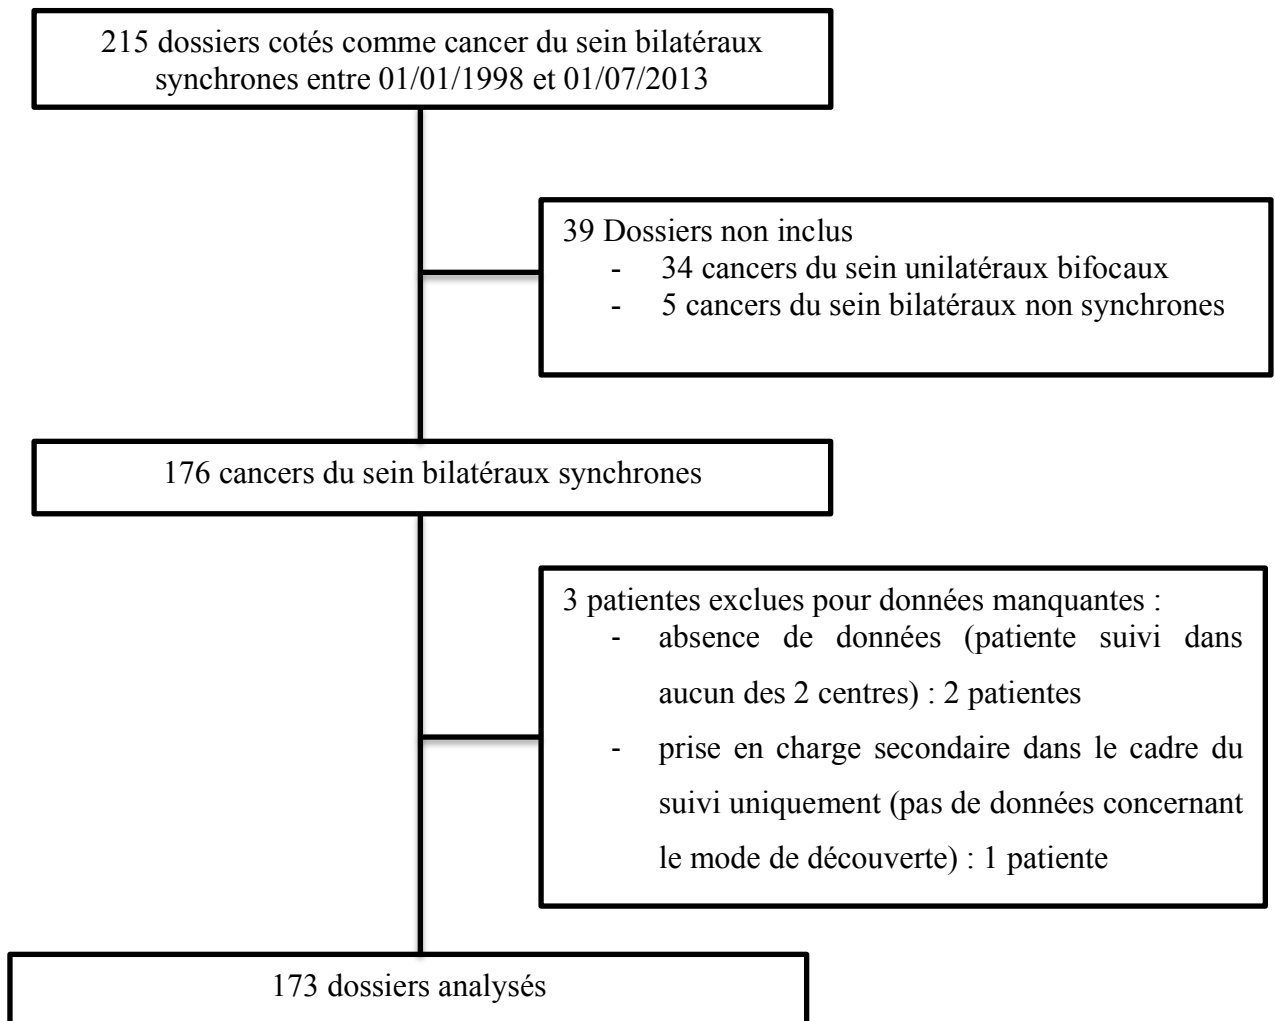 215 dossiers cotés comme cancer du sein bilatéraux
synchrones entre 01/01/1998 et 01/07/2013
39 Dossiers non inclus
- 34 cancers du sein unilatéraux bifocaux
- 5 cancers du sein bilatéraux non synchrones
176 cancers du sein bilatéraux synchrones
3 patientes exclues pour données manquantes :
- absence de données (patiente suivi dans
aucun des 2 centres) : 2 patientes
- prise en charge secondaire dans le cadre du
suivi uniquement (pas de données concernant
le mode de découverte) : 1 patiente
173 dossiers analysés